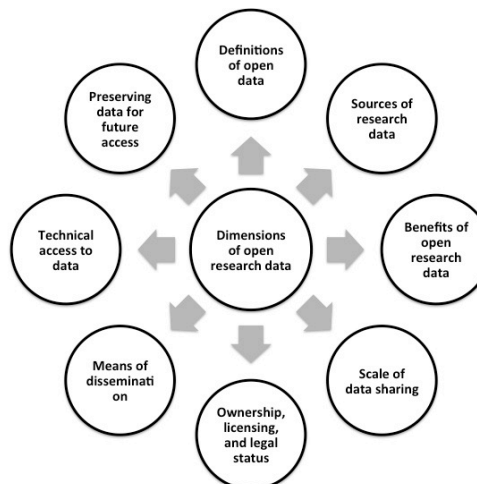 Definitions
of open
data
Sources of
research
data
Benefits of
open
research
data
Scale of
data sharing
Ownership,
licensing,
and legal
status
Means of
disseminati
on
Technical
access to
data
Preserving
data for
future
access
Dimensions
of open
research data